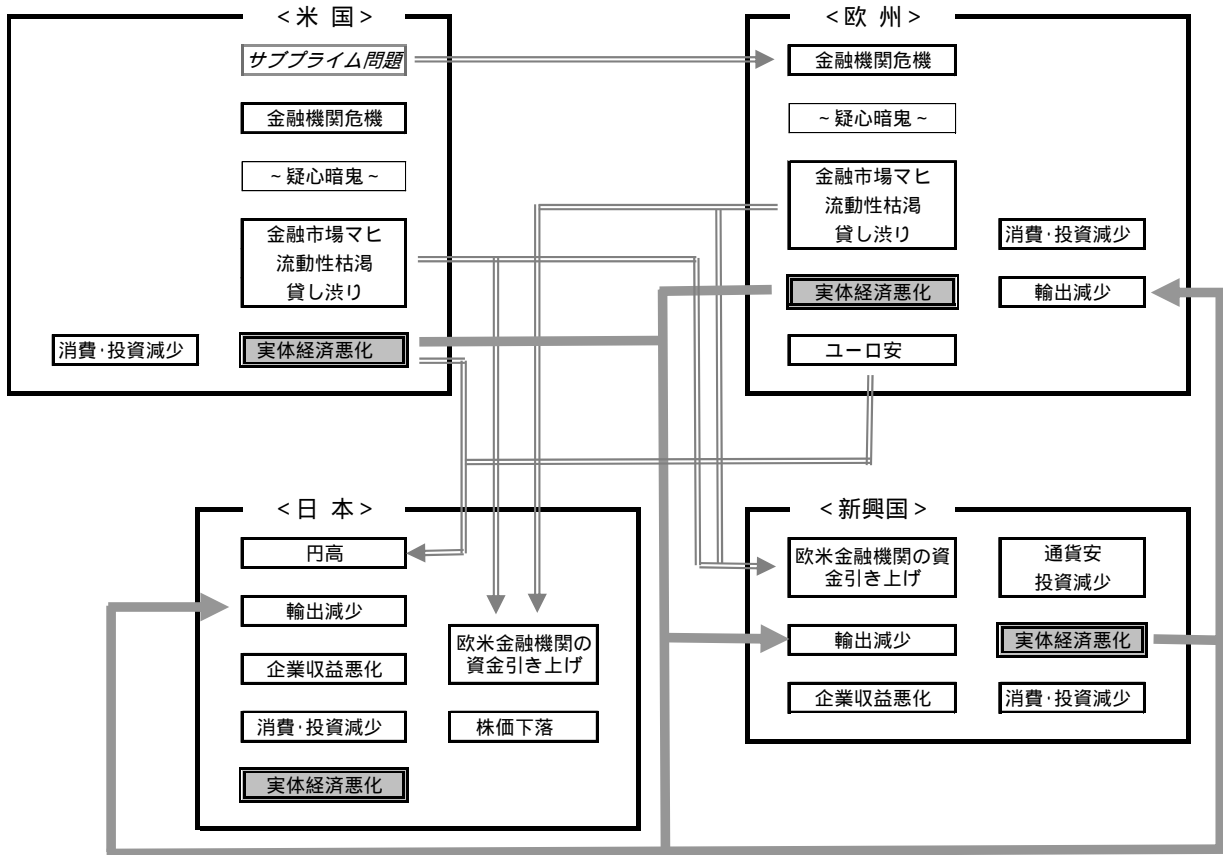 <米 国>
サブプライム問題
金融機関危機
~疑心暗鬼~
金融市場マヒ
流動性枯渇
貸し渋り
消費・投資減少
実体経済悪化
<欧 州>
金融機関危機
~疑心暗鬼~
金融市場マヒ
流動性枯渇
貸し渋り
消費・投資減少
実体経済悪化
輸出減少
ユーロ安
<日 本>
円高
輸出減少
企業収益悪化
消費・投資減少
実体経済悪化
欧米金融機関の
資金引き上げ
株価下落
<新興国>
欧米金融機関の資
金引き上げ
通貨安
投資減少
輸出減少
実体経済悪化
企業収益悪化
消費・投資減少